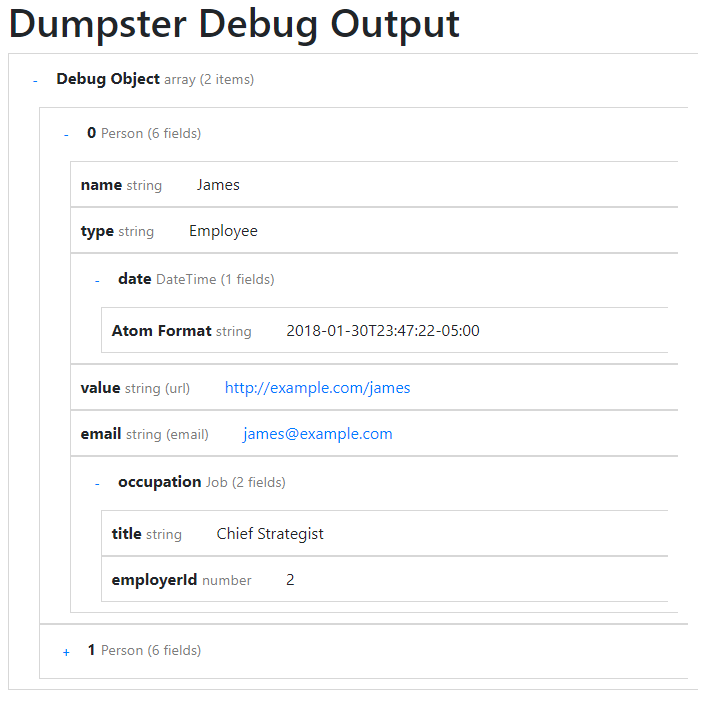 Dumpster Debug Output
- Debug Object array (2 items)
- 0 Person (6 fields)
name string James
type string Employee
- date DateTime (1 fields)
Atom Format string 2018-01-30T23:47:22-05:00
value string (url) http://example.com/james
email string (email) james@example.com
- occupation Job (2 fields)
title string Chief Strategist
employerId number 2
+ 1 Person (6 fields)